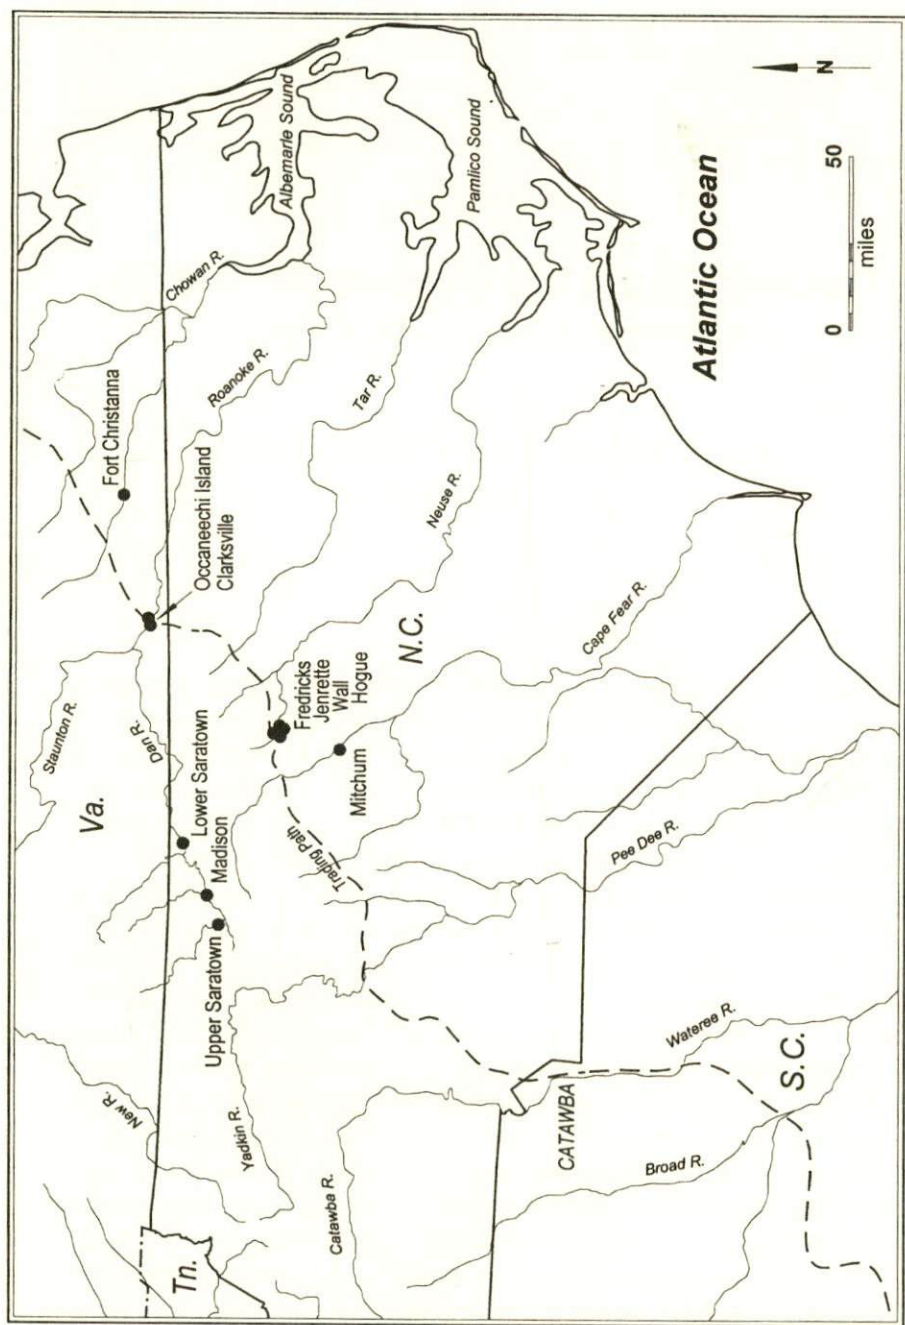 Va.
Staunton R.
Dan R.
Fort Christanna
Occaneechi Island
Clarksville
Chowan R.
Roanoke R.
Albemarle Sound
Pamlico Sound
Tar R.
Neuse R.
N.C.
Fredricks
Jenrette
Wall
Hogue
Mitchum
Trading Path
Lower Saratown
Madison
Upper Saratown
New R.
Yadkin R.
Tn.
Catawba R.
Cape Fear R.
Pee Dee R.
CATAWBA
Broad R.
Wateree R.
S.C.
Atlantic Ocean
N
0 50
miles